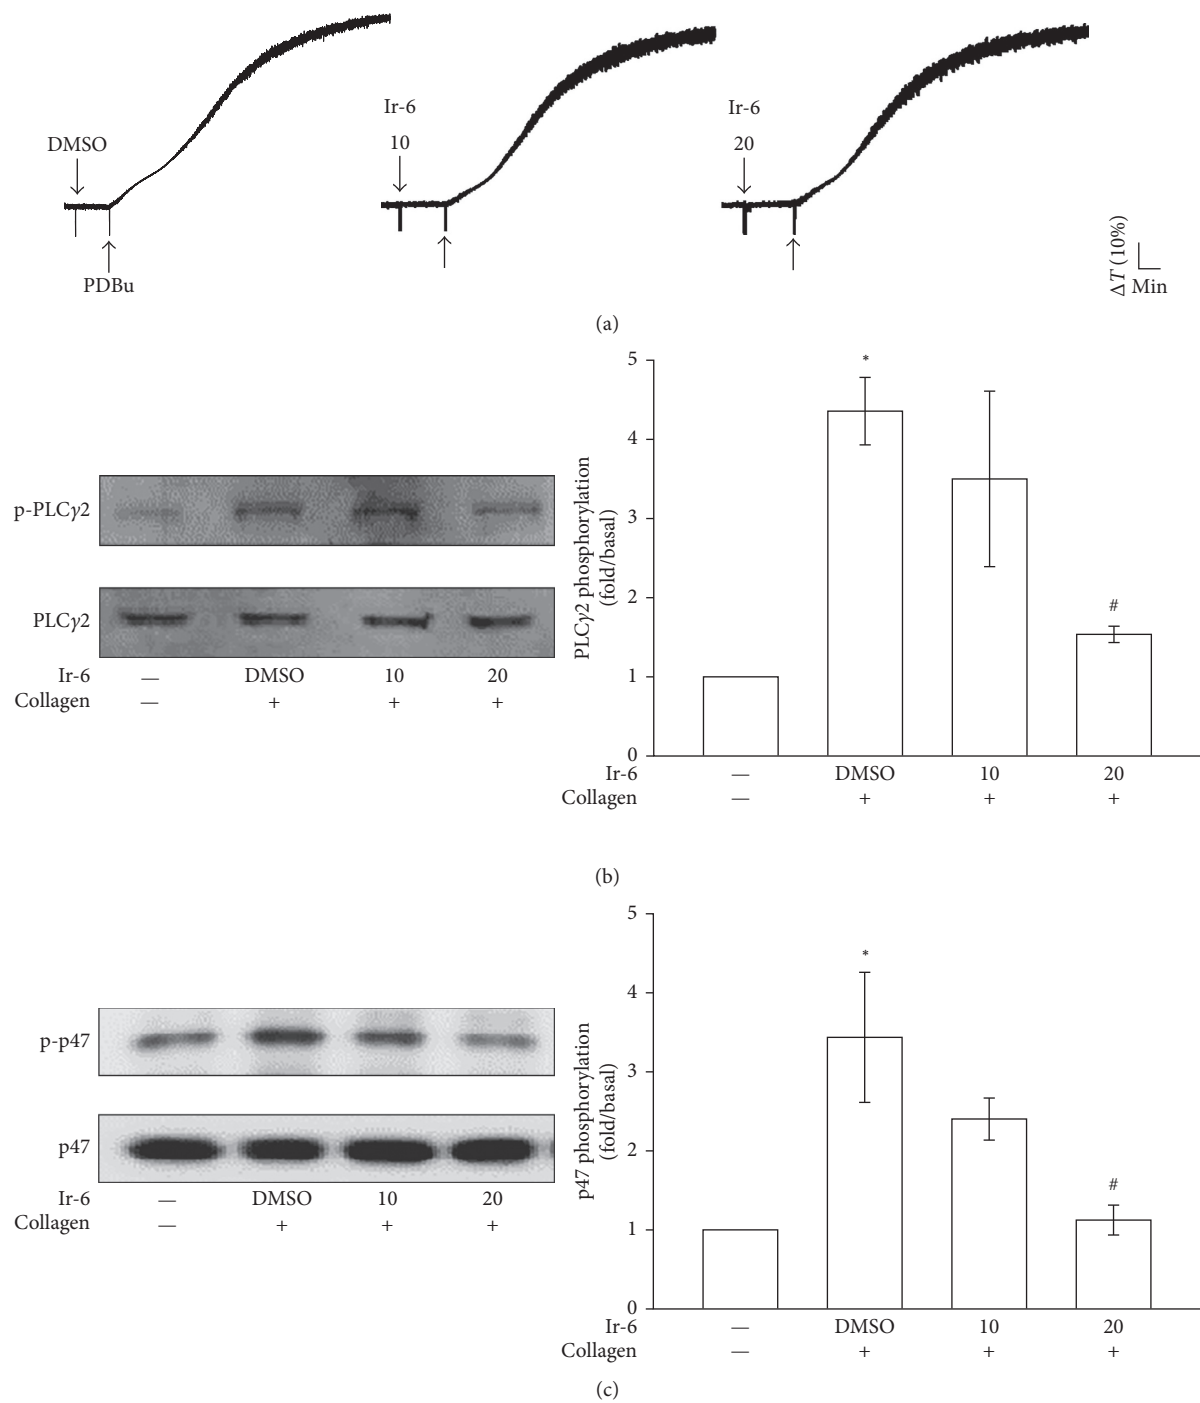 Ir-6
Ir-6
DMSO
10
20
PDBu
ΔT (10%)
Min
(a)
p-PLCγ2
PLCγ2
Ir-6 — DMSO 10 20
Collagen — + + +
PLCγ2 phosphorylation
(fold/basal)
5
4
3
2
1
0
*
#
Ir-6 — DMSO 10 20
Collagen — + + +
(b)
p-p47
p47
Ir-6 — DMSO 10 20
Collagen — + + +
p47 phosphorylation
(fold/basal)
5
4
3
2
1
0
*
#
Ir-6 — DMSO 10 20
Collagen — + + +
(c)